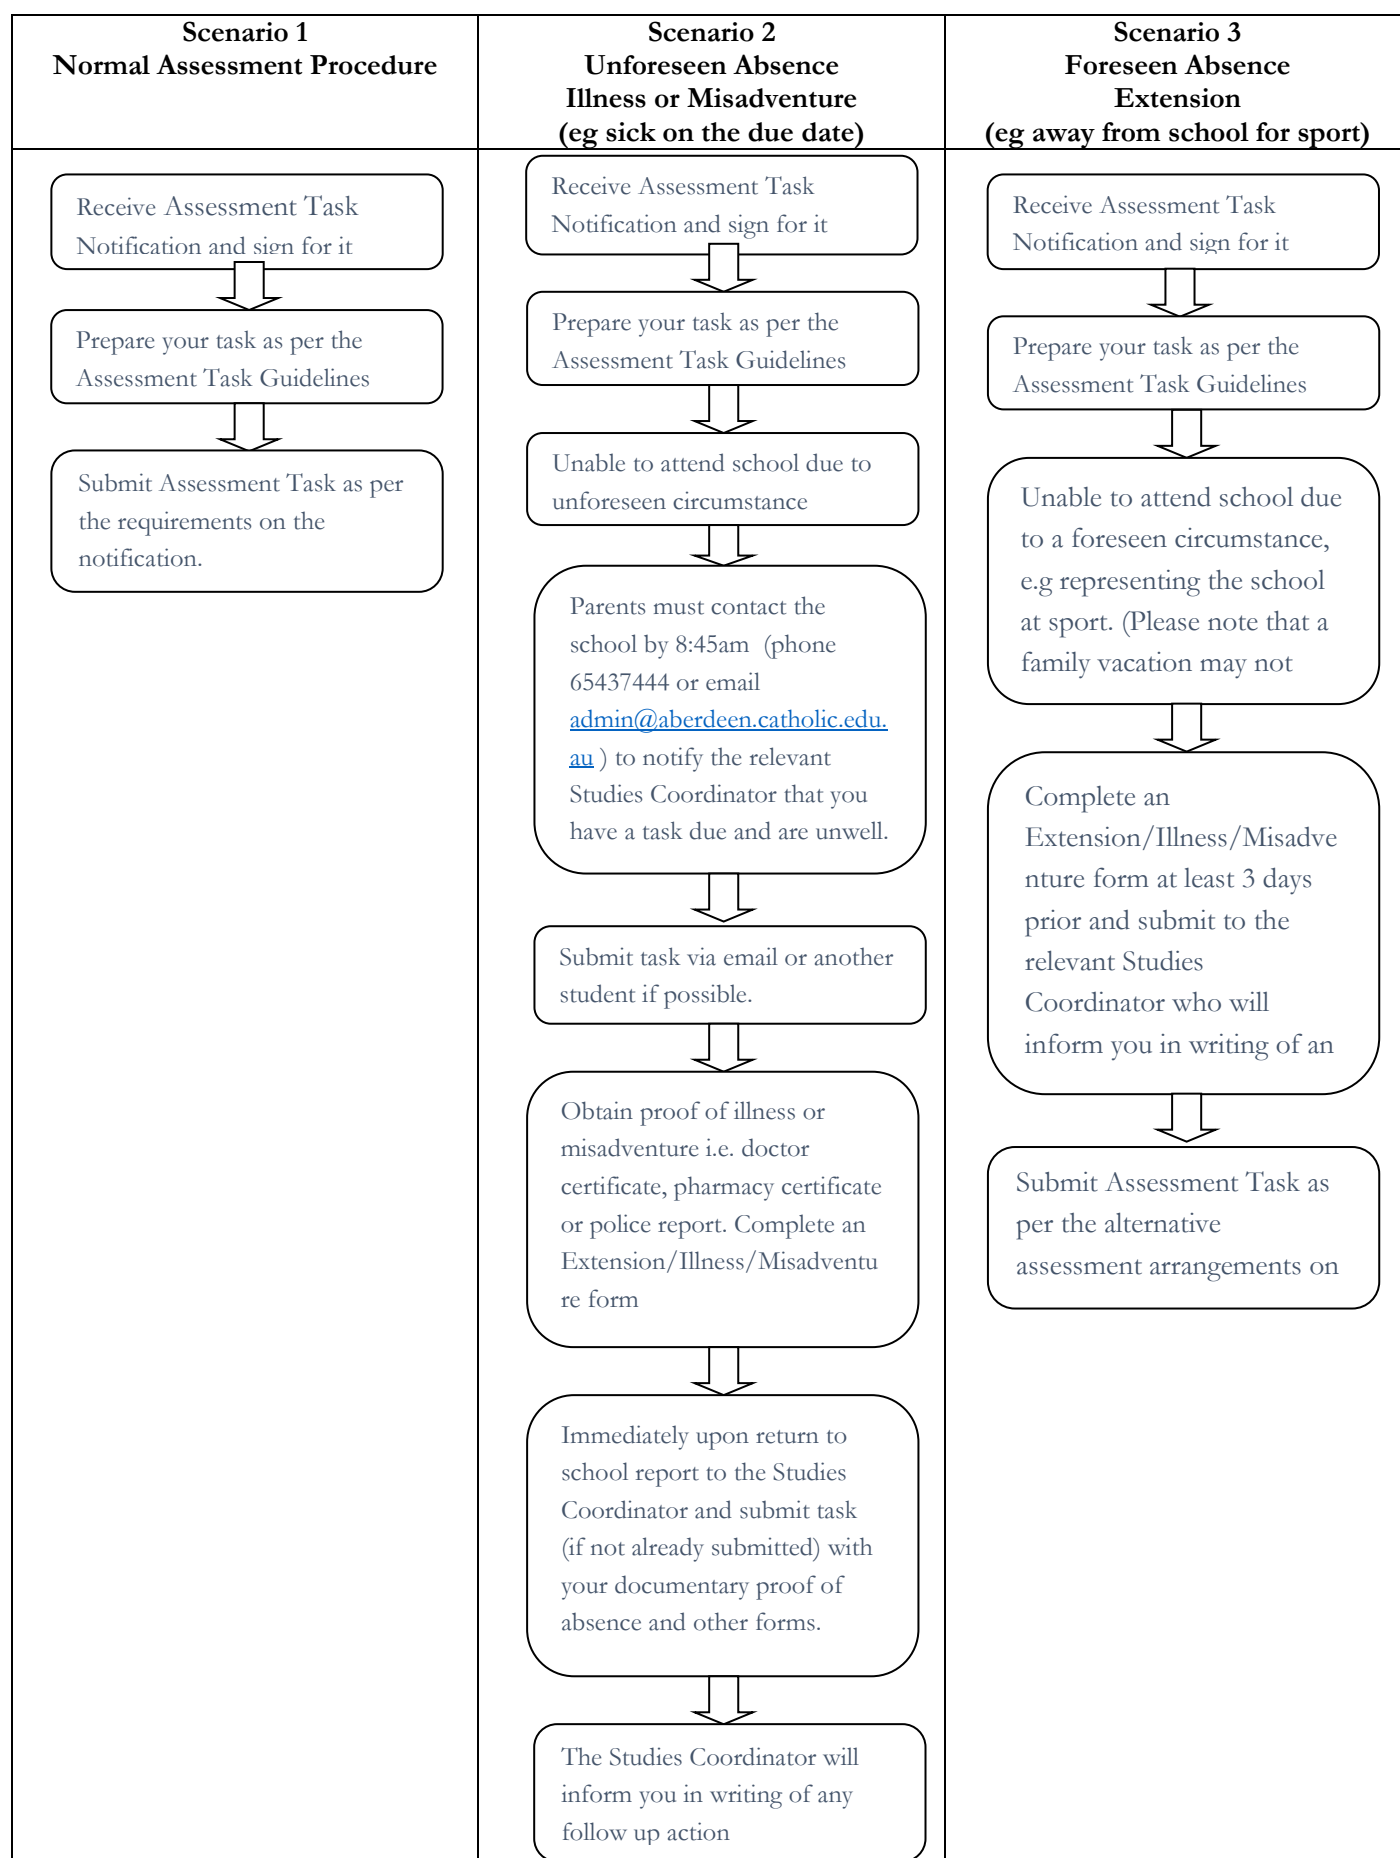 Scenario 1
Normal Assessment Procedure
Scenario 2
Unforeseen Absence
Illness or Misadventure
(eg sick on the due date)
Scenario 3
Foreseen Absence
Extension
(eg away from school for sport)
Receive Assessment Task
Notification and sign for it
Prepare your task as per the
Assessment Task Guidelines
Submit Assessment Task as per
the requirements on the
notification.
Receive Assessment Task
Notification and sign for it
Prepare your task as per the
Assessment Task Guidelines
Unable to attend school due to
unforeseen circumstance
Parents must contact the
school by 8:45am (phone
65437444 or email
admin@aberdeen.catholic.edu.
au ) to notify the relevant
Studies Coordinator that you
have a task due and are unwell.
Submit task via email or another
student if possible.
Obtain proof of illness or
misadventure i.e. doctor
certificate, pharmacy certificate
or police report. Complete an
Extension/Illness/Misadventu
re form
Immediately upon return to
school report to the Studies
Coordinator and submit task
(if not already submitted) with
your documentary proof of
absence and other forms.
The Studies Coordinator will
inform you in writing of any
follow up action
Receive Assessment Task
Notification and sign for it
Prepare your task as per the
Assessment Task Guidelines
Unable to attend school due
to a foreseen circumstance,
e.g representing the school
at sport. (Please note that a
family vacation may not
Complete an
Extension/Illness/Misadve
nture form at least 3 days
prior and submit to the
relevant Studies
Coordinator who will
inform you in writing of an
Submit Assessment Task as
per the alternative
assessment arrangements on